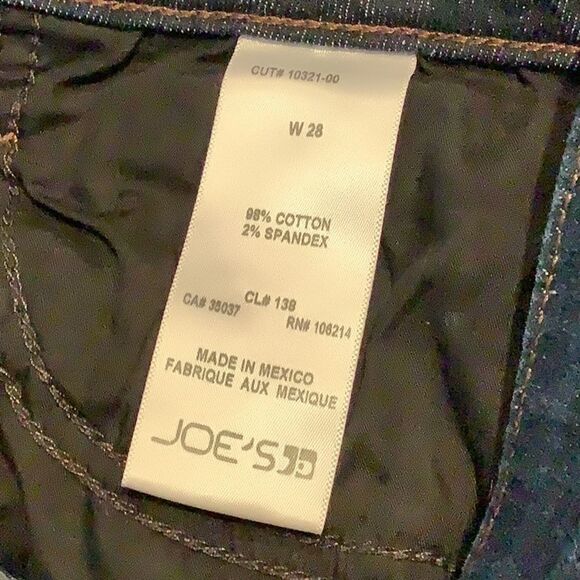 CUT# 10321-00
W 28
98% COTTON
2% SPANDEX
CL# 138
CA# 35037
RN# 106214
MADE IN MEXICO
FABRIQUE AUX MEXIQUE
JOE'S